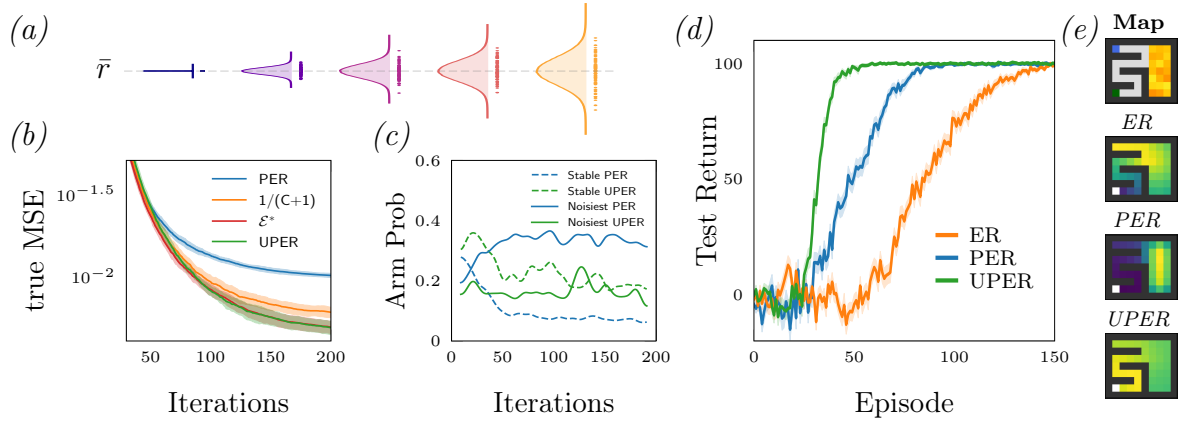 (a)
r̄
(b)
true MSE
10^{-1.5}
10^{-2}
PER
1/(C+1)
ℰ*
UPER
50
100
150
200
Iterations
(c)
Arm Prob
0.6
0.4
0.2
0
Stable PER
Stable UPER
Noisiest PER
Noisiest UPER
0
50
100
150
200
Iterations
(d)
Test Return
100
50
0
ER
PER
UPER
0
50
100
150
Episode
(e)
Map
ER
PER
UPER